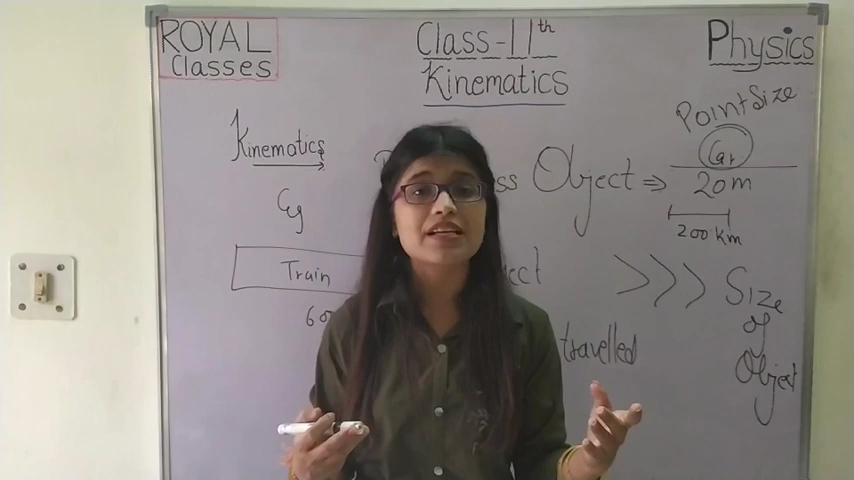 ROYAL
Classes
Class-11th
Kinematics
Physics
Kinematics
Object ⇒
Point Size
Car
20m
200 km
Eg
Train
>>> Size
of
Object
travelled